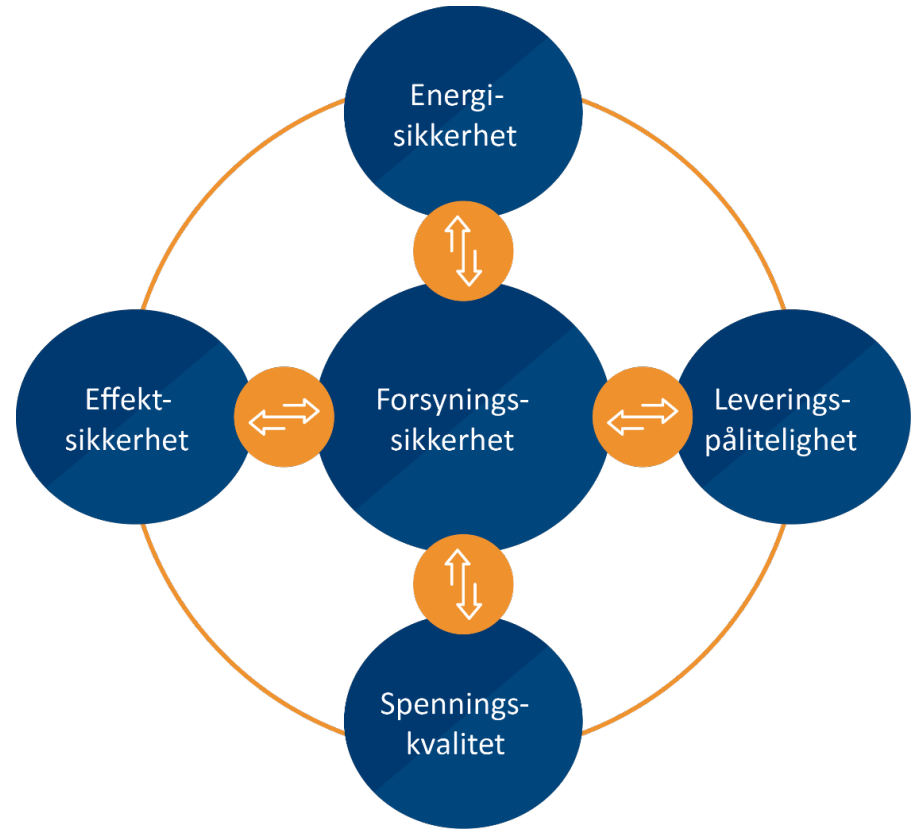 Energi-
sikkerhet
Effekt-
sikkerhet
Forsynings-
sikkerhet
Leverings-
pålitelighet
Spennings-
kvalitet